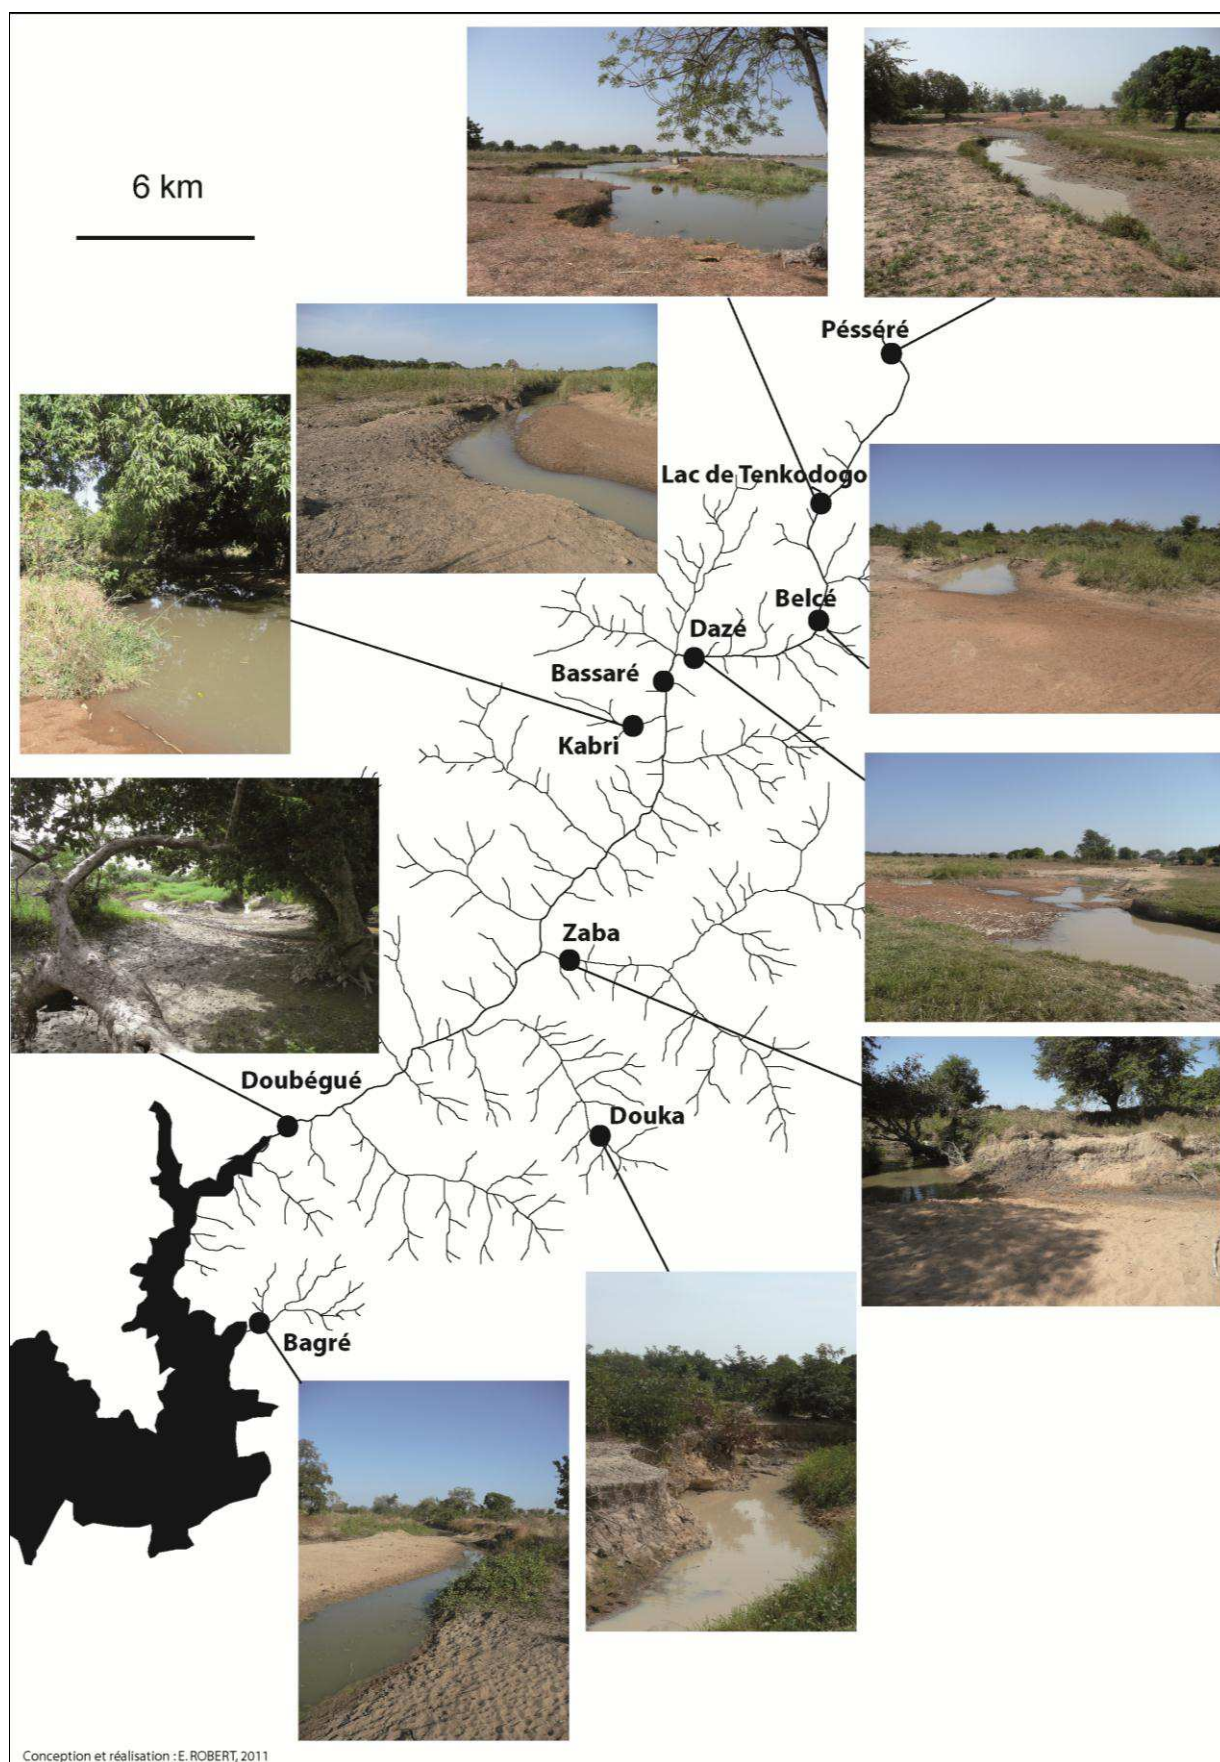 6 km
Pésséré
Lac de Tenkodogo
Belcé
Dazé
Bassaré
Kabri
Zaba
Doubégué
Douka
Bagré
Conception et réalisation : E. ROBERT, 2011